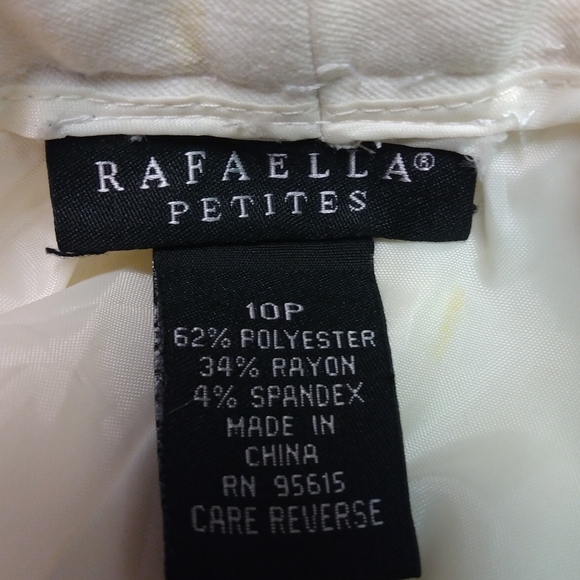 RAFAELLA®
PETITES
10P
62% POLYESTER
34% RAYON
4% SPANDEX
MADE IN
CHINA
RN 95615
CARE REVERSE